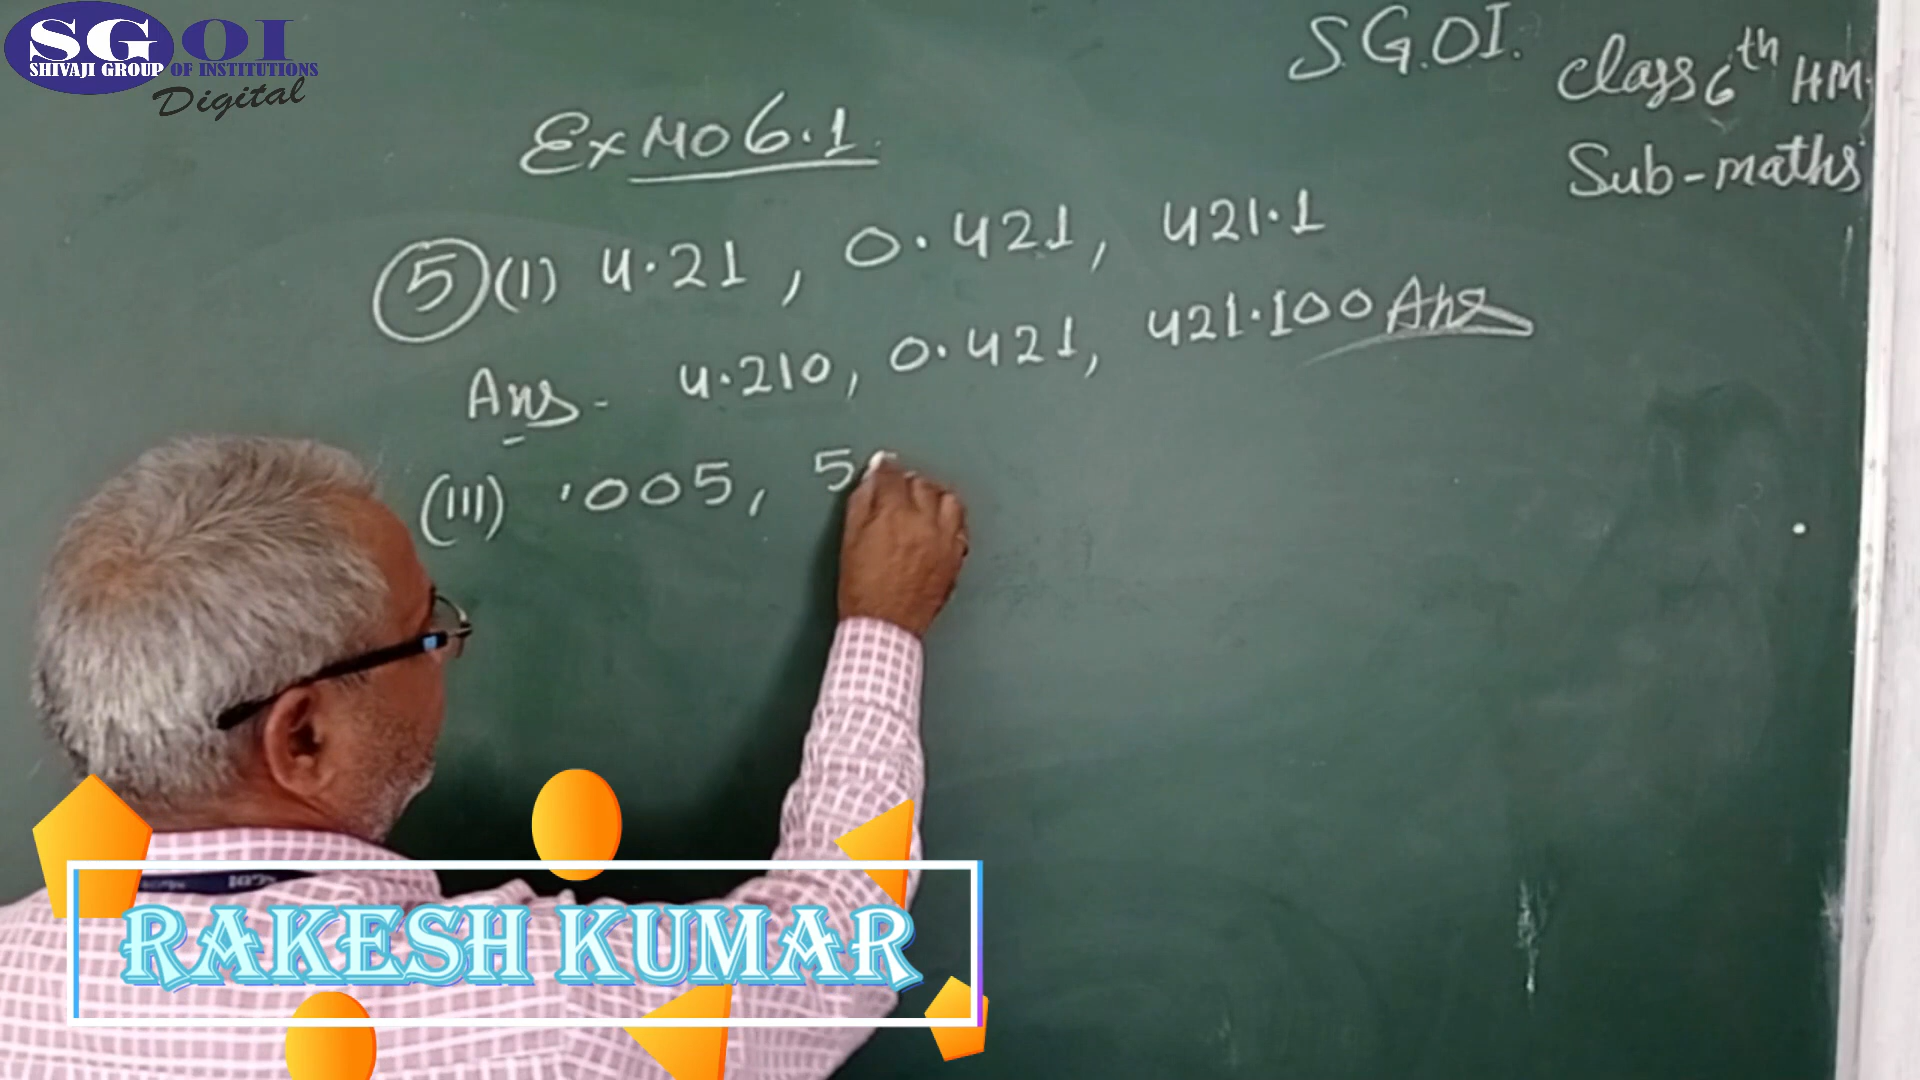 SGOI
SHIVAJI GROUP OF INSTITUTIONS
Digital
S.G.OI.
Class 6th HM.
Sub-maths
Ex No 6.1
5 (I) 4.21, 0.421, 421.1
Ans- 4.210, 0.421, 421.100 Ans
(III) .005, 5
RAKESH KUMAR